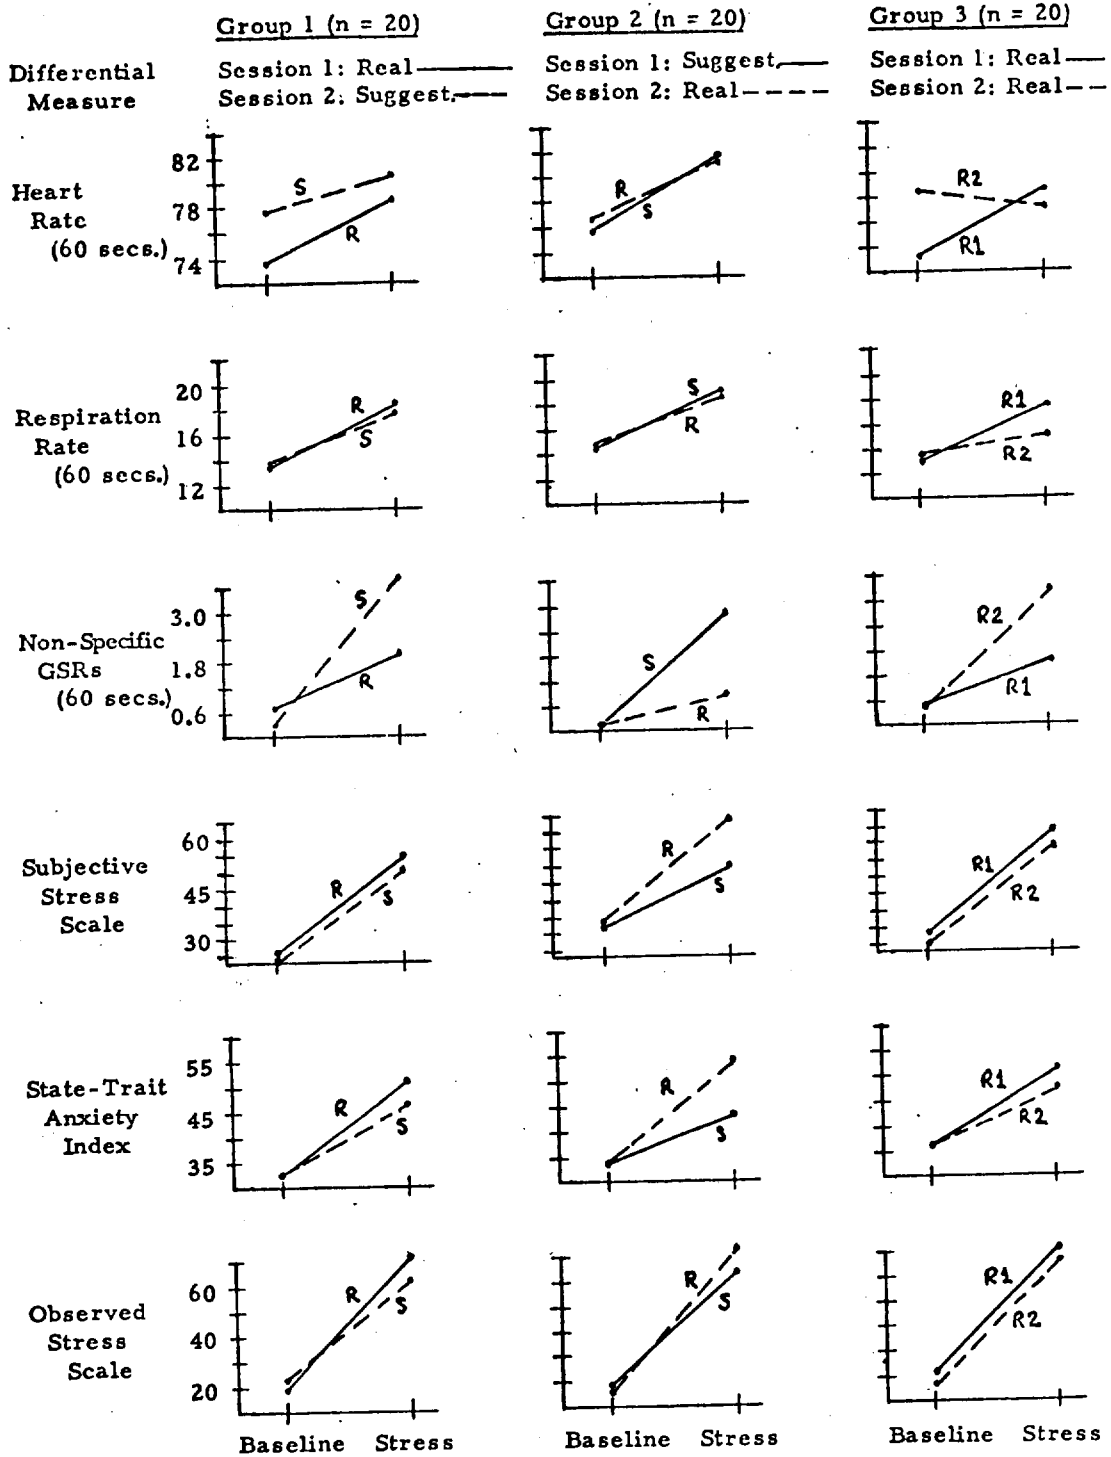 Group 1 (n = 20)
Group 2 (n = 20)
Group 3 (n = 20)
Differential
Measure
Session 1: Real
Session 2: Suggest.
Session 1: Suggest.
Session 2: Real
Session 1: Real
Session 2: Real
Heart
Rate
(60 secs.)
82
78
74
S
R
R
S
R2
R1
Respiration
Rate
(60 secs.)
20
16
12
R
S
S
R
R1
R2
Non-Specific
GSRs
(60 secs.)
3.0
1.8
0.6
S
R
S
R
R2
R1
Subjective
Stress
Scale
60
45
30
R
S
R
S
R1
R2
State-Trait
Anxiety
Index
55
45
35
R
S
R
S
R1
R2
Observed
Stress
Scale
60
40
20
R
S
R
S
R1
R2
Baseline Stress
Baseline Stress
Baseline Stress